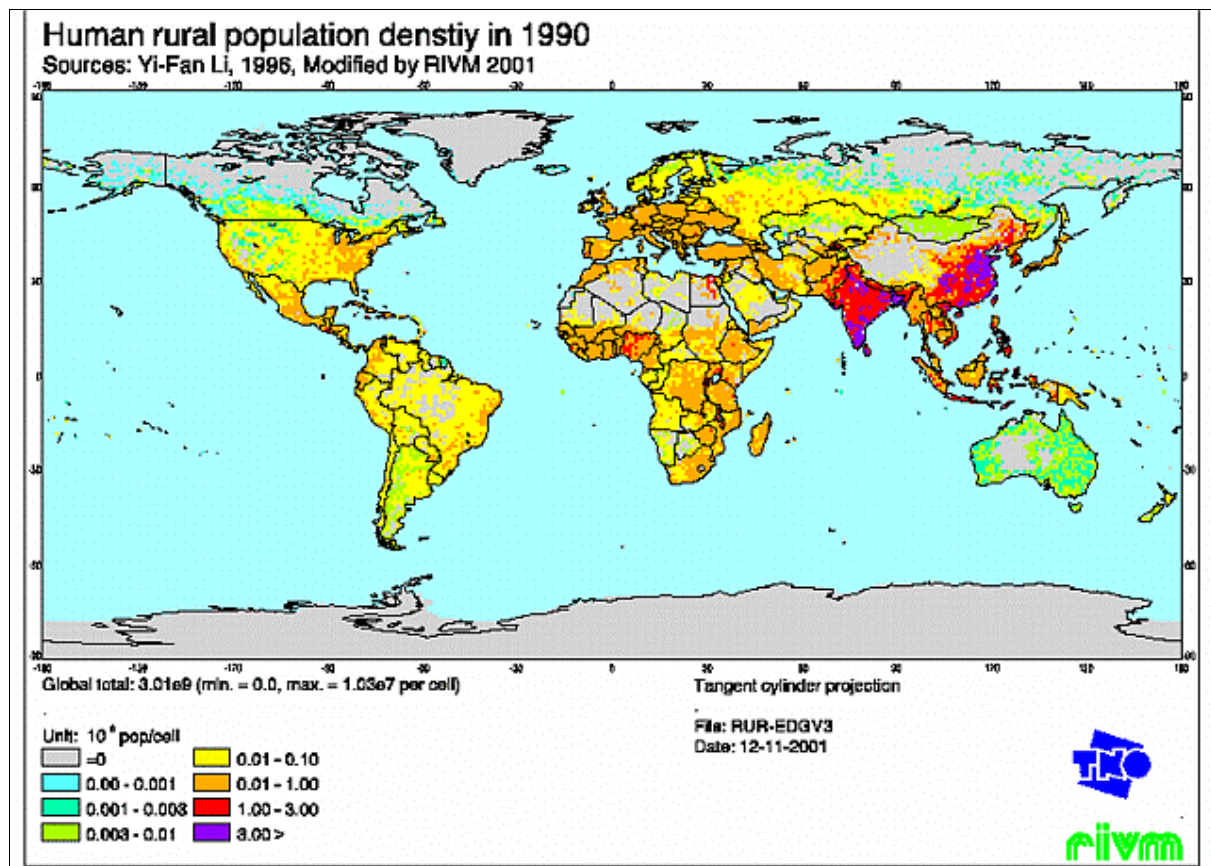 Human rural population denstiy in 1990
Sources: Yi-Fan Li, 1996, Modified by RIVM 2001
Global total: 3.01e9 (min. = 0.0, max. = 1.03e7 per cell)
Tangent cylinder projection
File: RUR-EDGV3
Date: 12-11-2001
Unit: 10 pop/cell
=0
0.00 - 0.001
0.001 - 0.003
0.003 - 0.01
0.01 - 0.10
0.01 - 1.00
1.00 - 3.00
3.00 >
TNO
riivm